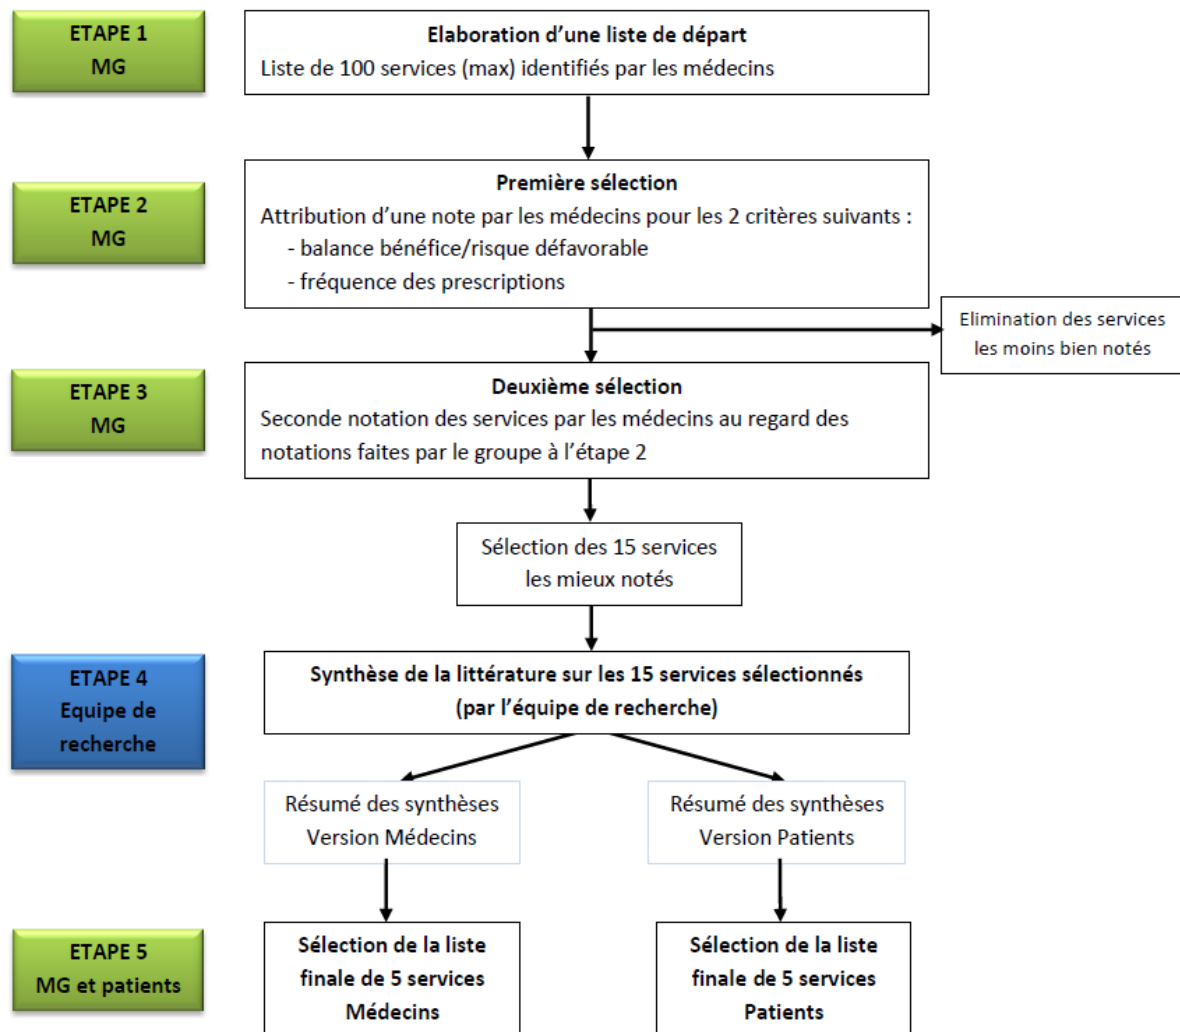 ETAPE 1
MG
Elaboration d'une liste de départ
Liste de 100 services (max) identifiés par les médecins
ETAPE 2
MG
Première sélection
Attribution d'une note par les médecins pour les 2 critères suivants :
- balance bénéfice/risque défavorable
- fréquence des prescriptions
Elimination des services
les moins bien notés
ETAPE 3
MG
Deuxième sélection
Seconde notation des services par les médecins au regard des
notations faites par le groupe à l'étape 2
Sélection des 15 services
les mieux notés
ETAPE 4
Equipe de
recherche
Synthèse de la littérature sur les 15 services sélectionnés
(par l'équipe de recherche)
Résumé des synthèses
Version Médecins
Résumé des synthèses
Version Patients
ETAPE 5
MG et patients
Sélection de la liste
finale de 5 services
Médecins
Sélection de la liste
finale de 5 services
Patients